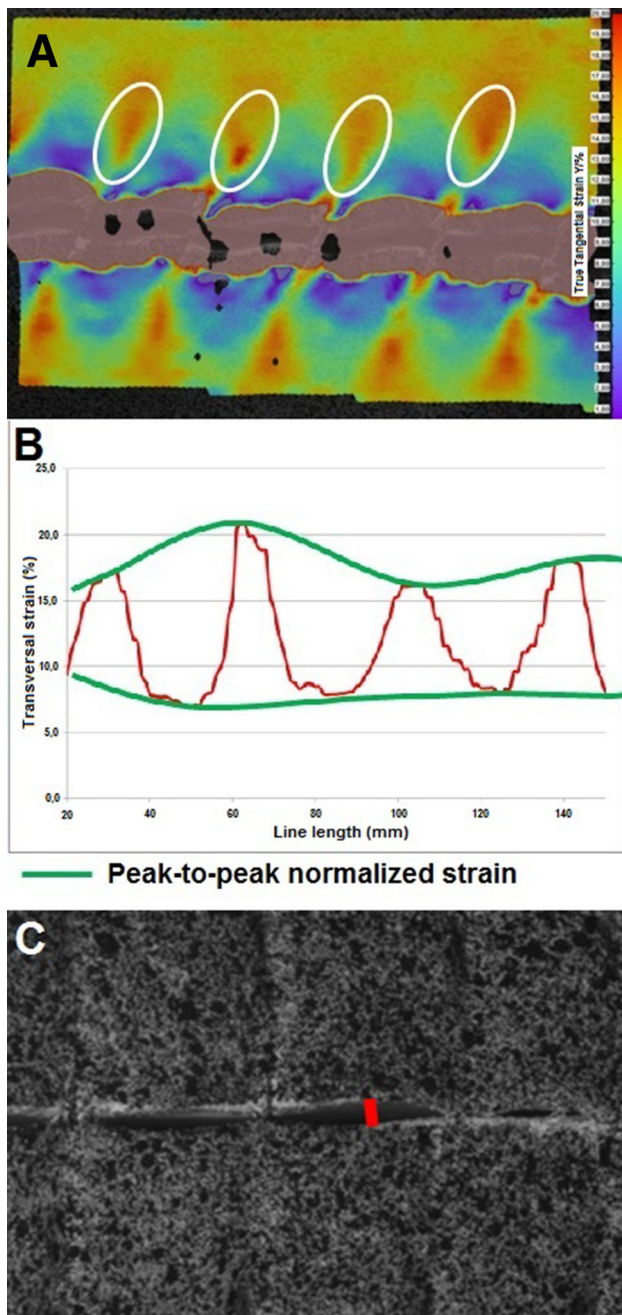 A
True Tangential Strain Y/%
B
25,0
20,0
15,0
10,0
5,0
0,0
Transversal strain (%)
20
40
60
80
100
120
140
Line length (mm)
Peak-to-peak normalized strain
C